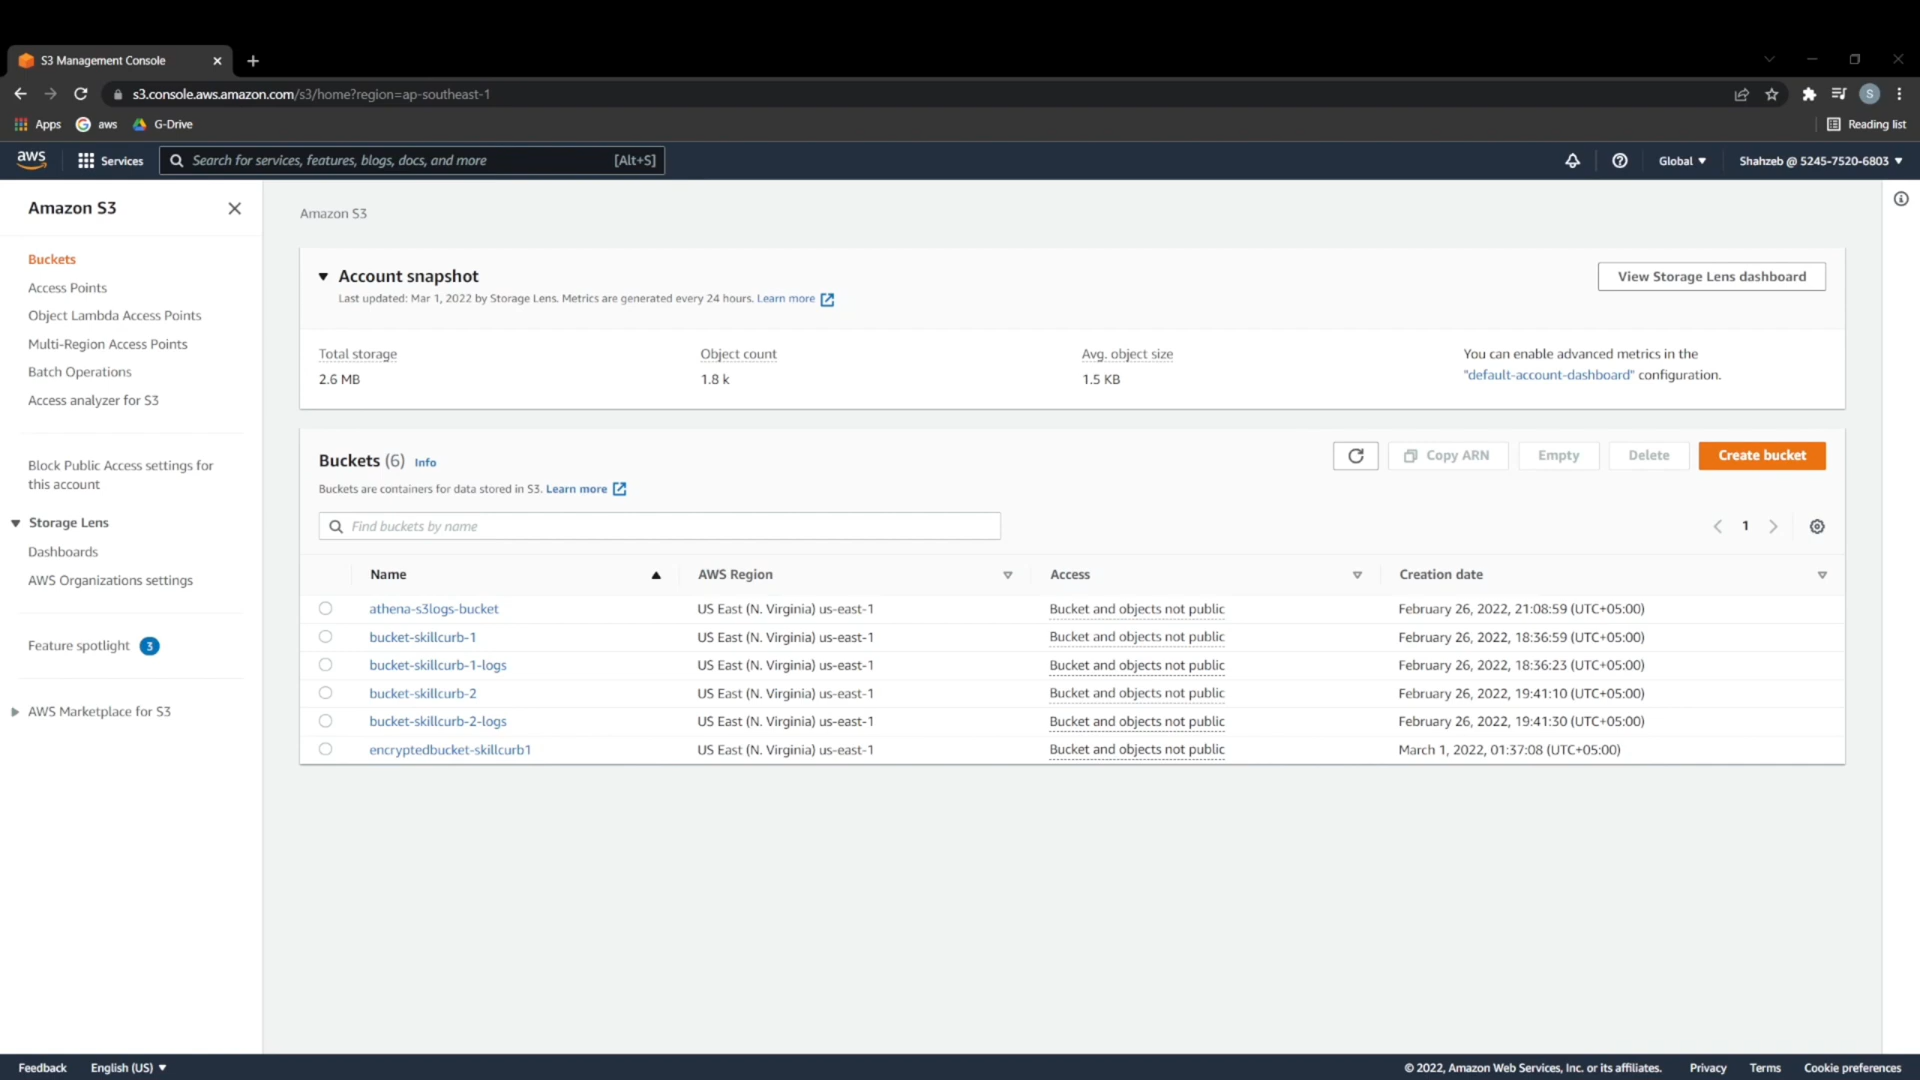 S3 Management Console
s3.console.aws.amazon.com/s3/home?region=ap-southeast-1
S
Apps
aws
G-Drive
Reading list
aws
Services
Search for services, features, blogs, docs, and more
[Alt+S]
Global
Shahzeb @ 5245-7520-6803
Amazon S3
Buckets
Access Points
Object Lambda Access Points
Multi-Region Access Points
Batch Operations
Access analyzer for S3
Block Public Access settings for
this account
Storage Lens
Dashboards
AWS Organizations settings
Feature spotlight 3
AWS Marketplace for S3
Amazon S3
Account snapshot
Last updated: Mar 1, 2022 by Storage Lens. Metrics are generated every 24 hours. Learn more
View Storage Lens dashboard
Total storage
2.6 MB
Object count
1.8 k
Avg. object size
1.5 KB
You can enable advanced metrics in the
"default-account-dashboard" configuration.
Buckets (6) Info
Buckets are containers for data stored in S3. Learn more
Copy ARN
Empty
Delete
Create bucket
Find buckets by name
1
Name AWS Region Access Creation date
athena-s3logs-bucket US East (N. Virginia) us-east-1 Bucket and objects not public February 26, 2022, 21:08:59 (UTC+05:00)
bucket-skillcurb-1 US East (N. Virginia) us-east-1 Bucket and objects not public February 26, 2022, 18:36:59 (UTC+05:00)
bucket-skillcurb-1-logs US East (N. Virginia) us-east-1 Bucket and objects not public February 26, 2022, 18:36:23 (UTC+05:00)
bucket-skillcurb-2 US East (N. Virginia) us-east-1 Bucket and objects not public February 26, 2022, 19:41:10 (UTC+05:00)
bucket-skillcurb-2-logs US East (N. Virginia) us-east-1 Bucket and objects not public February 26, 2022, 19:41:30 (UTC+05:00)
encryptedbucket-skillcurb1 US East (N. Virginia) us-east-1 Bucket and objects not public March 1, 2022, 01:37:08 (UTC+05:00)
Feedback
English (US)
© 2022, Amazon Web Services, Inc. or its affiliates.
Privacy
Terms
Cookie preferences